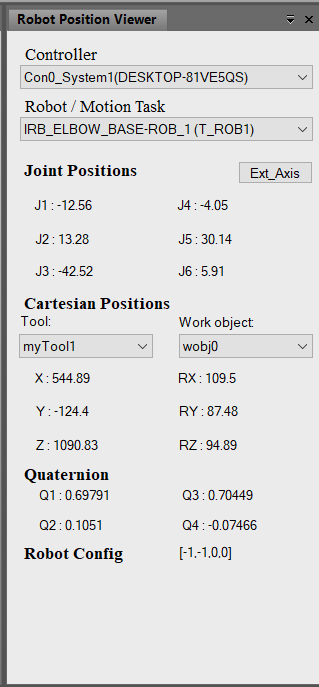 Robot Position Viewer
Controller
Con0_System1(DESKTOP-81VE5QS)
Robot / Motion Task
IRB_ELBOW_BASE-ROB_1 (T_ROB1)
Joint Positions
Ext_Axis
J1 : -12.56 J4 : -4.05
J2 : 13.28 J5 : 30.14
J3 : -42.52 J6 : 5.91
Cartesian Positions
Tool: Work object:
myTool1 wobj0
X : 544.89 RX : 109.5
Y : -124.4 RY : 87.48
Z : 1090.83 RZ : 94.89
Quaternion
Q1 : 0.69791 Q3 : 0.70449
Q2 : 0.1051 Q4 : -0.07466
Robot Config [-1,-1,0,0]